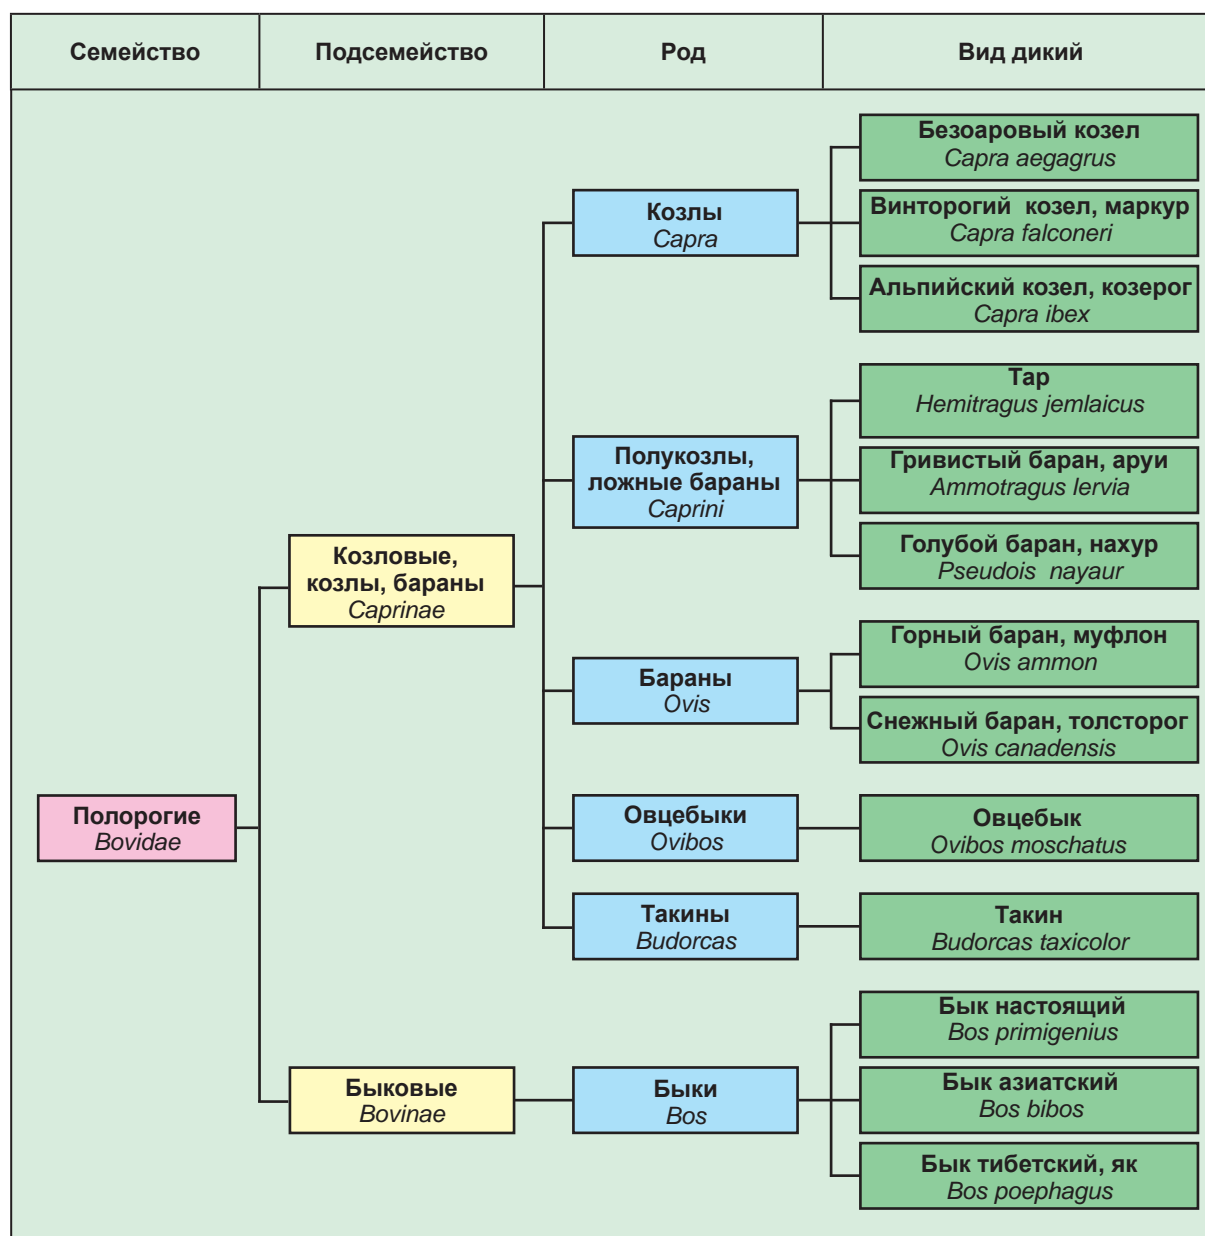 Семейство
Подсемейство
Род
Вид дикий
Безоаровый козел
Capra aegagrus
Козлы
Capra
Винторогий козел, маркур
Capra falconeri
Альпийский козел, козерог
Capra ibex
Тар
Hemitragus jemlaicus
Полукозлы,
ложные бараны
Caprini
Гривистый баран, аруи
Ammotragus lervia
Голубой баран, нахур
Pseudois nayaur
Козловые,
козлы, бараны
Caprinae
Горный баран, муфлон
Ovis ammon
Бараны
Ovis
Снежный баран, толсторог
Ovis canadensis
Полорогие
Bovidae
Овцебыки
Ovibos
Овцебык
Ovibos moschatus
Такины
Budorcas
Такин
Budorcas taxicolor
Бык настоящий
Bos primigenius
Быковые
Bovinae
Быки
Bos
Бык азиатский
Bos bibos
Бык тибетский, як
Bos poephagus